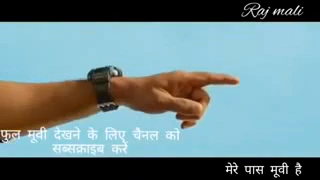 Raj mali
फुल मूवी देखने के लिए चैनल को
सब्सक्राइब करें
मेरे पास मूवी है